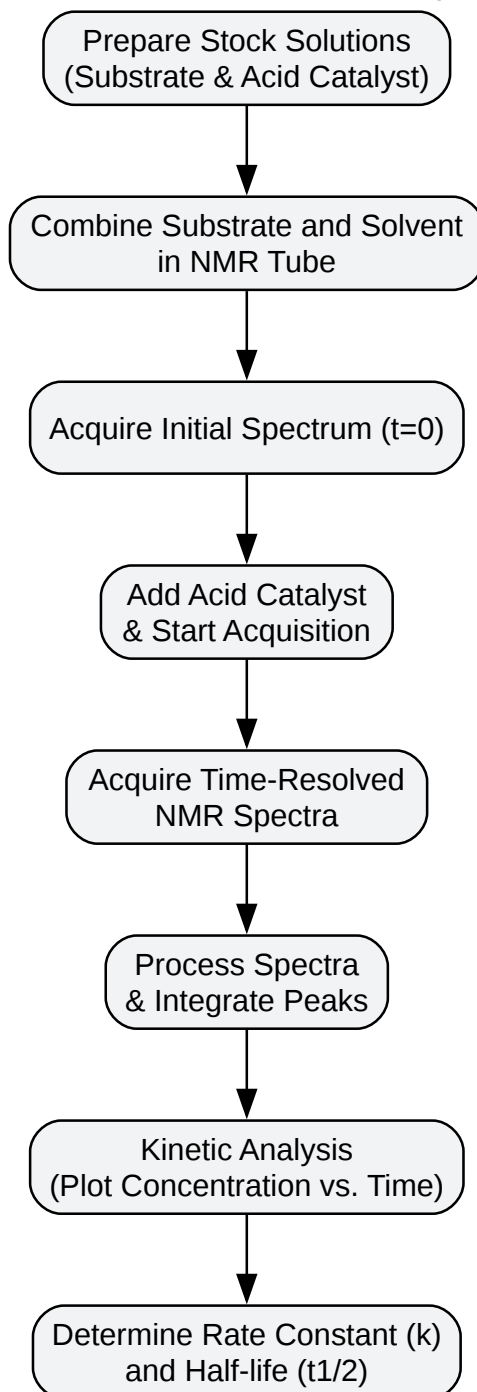 Prepare Stock Solutions
(Substrate & Acid Catalyst)
Combine Substrate and Solvent
in NMR Tube
Acquire Initial Spectrum (t=0)
Add Acid Catalyst
& Start Acquisition
Acquire Time-Resolved
NMR Spectra
Process Spectra
& Integrate Peaks
Kinetic Analysis
(Plot Concentration vs. Time)
Determine Rate Constant (k)
and Half-life (t1/2)